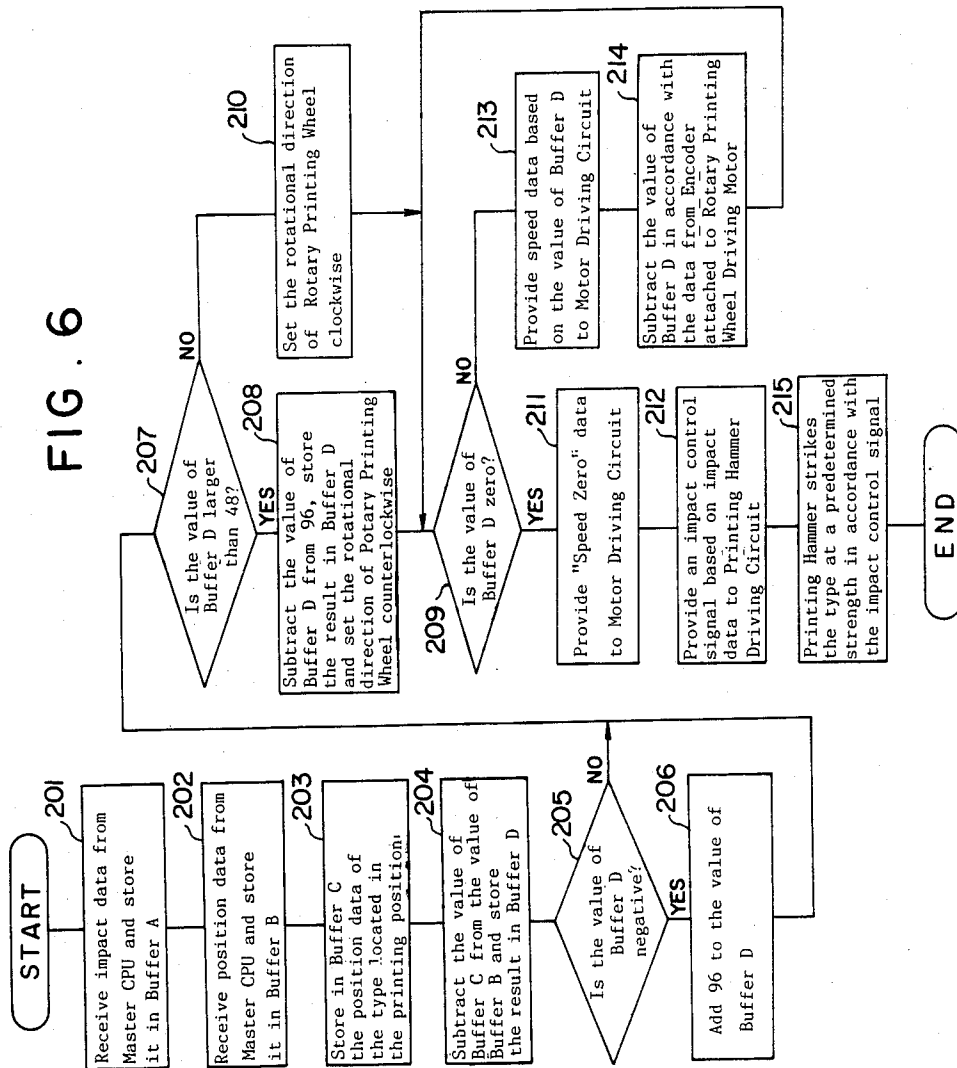 FIG. 6
START
201
Receive impact data from
Master CPU and store
it in Buffer A
202
Receive position data from
Master CPU and store
it in Buffer B
203
Store in Buffer C
the position data of
the type located in
the printing position.
204
Subtract the value of
Buffer C from the value of
Buffer B and store
the result in Buffer D
205
Is the value of
Buffer D
negative?
NO
YES
206
Add 96 to the value of
Buffer D
207
Is the value of
Buffer D larger
than 48?
NO
YES
208
Subtract the value of
Buffer D from 96, store
the result in Buffer D
and set the rotational
direction of Potary Printing
Wheel counterlockwise
210
Set the rotational direction
of Rotary Printing Wheel
clockwise
209
Is the value of
Buffer D zero?
NO
YES
211
Provide "Speed Zero" data
to Motor Driving Circuit
212
Provide an impact control
signal based on impact
data to Printing Hammer
Driving Circuit
215
Printing Hammer strikes
the type at a predetermined
strength in accordance with
the impact control signal
213
Provide speed data based
on the value of Buffer D
to Motor Driving Circuit
214
Subtract the value of
Buffer D in accordance with
the data from Encoder
attached to Rotary Printing
Wheel Driving Motor
END